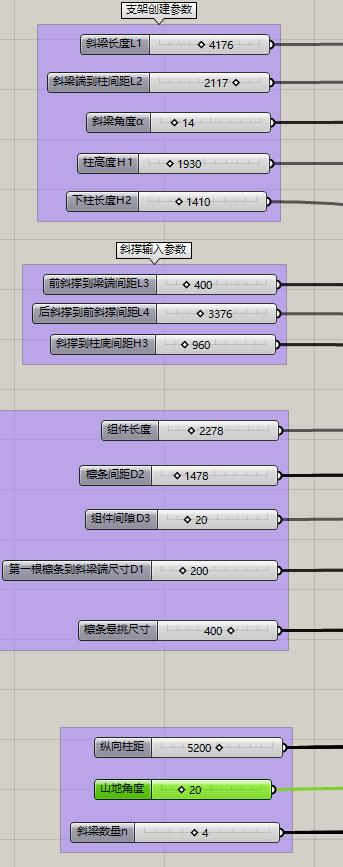 支架创建参数
斜梁长度L1 4176
斜梁端到柱间距L2 2117
斜梁角度α 14
柱高度H1 1930
下柱长度H2 1410
斜撑输入参数
前斜撑到梁端间距L3 400
后斜撑到前斜撑间距L4 3376
斜撑到柱底间距H3 960
组件长度 2278
檩条间距D2 1478
组件间隙D3 20
第一根檩条到斜梁端尺寸D1 200
檩条悬挑尺寸 400
纵向柱距 5200
山地角度 20
斜梁数量n 4